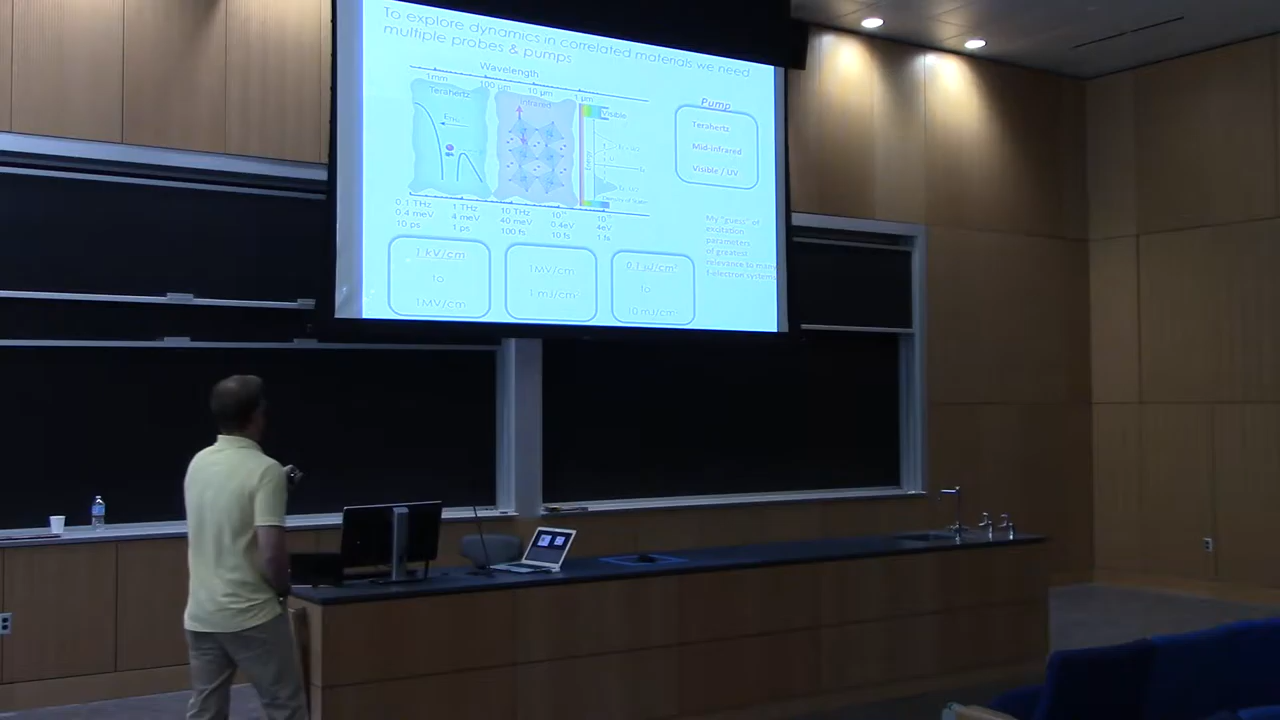 To explore dynamics in correlated materials we need
multiple probes & pumps
Wavelength
1mm
100 μm
10 μm
1 μm
Terahertz
Infrared
Visible
Energy
Density of States
0.1 THz
0.4 meV
10 ps
1 THz
4 meV
1 ps
10 THz
40 meV
100 fs
0.4eV
10 fs
4eV
1 fs
Pump
Terahertz
Mid-infrared
Visible / UV
My "guess" of
excitation
parameters
of greatest
relevance to many
f-electron systems
1 kV/cm
to
1MV/cm
1MV/cm
1 mJ/cm²
0.1 μJ/cm²
to
10 mJ/cm²